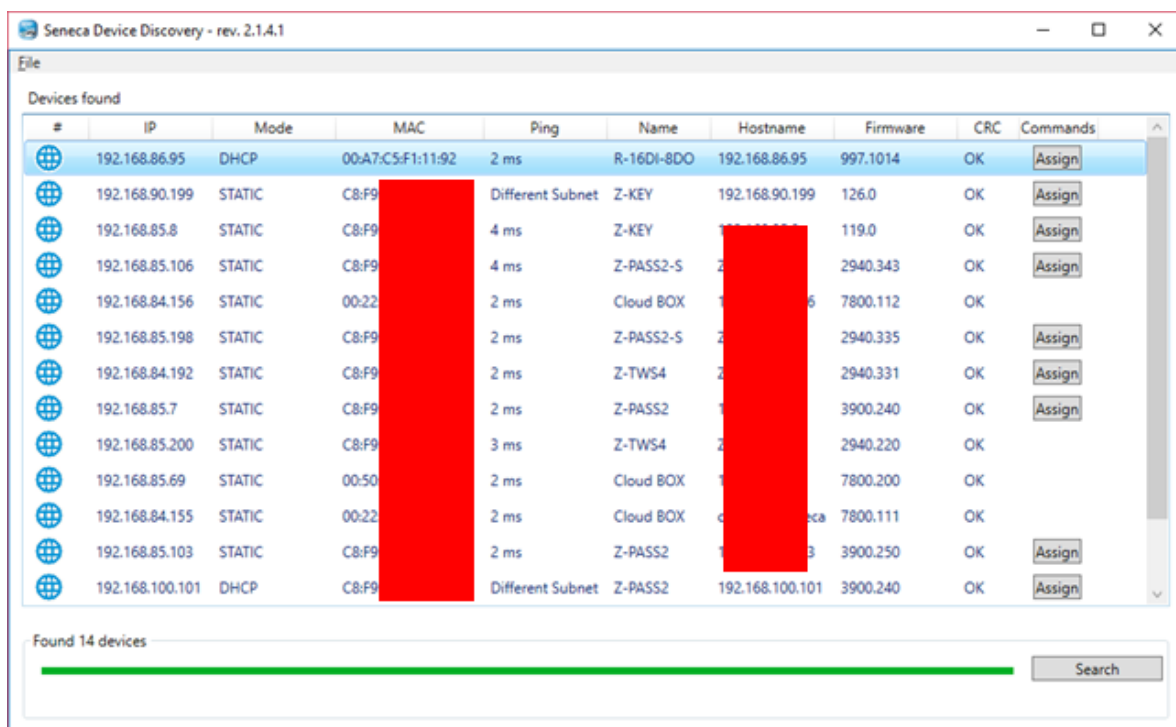 Seneca Device Discovery - rev. 2.1.4.1
File
Devices found
# IP Mode MAC Ping Name Hostname Firmware CRC Commands
192.168.86.95 DHCP 00:A7:C5:F1:11:92 2 ms R-16DI-8DO 192.168.86.95 997.1014 OK Assign
192.168.90.199 STATIC C8:F9 Different Subnet Z-KEY 192.168.90.199 126.0 OK Assign
192.168.85.8 STATIC C8:F9 4 ms Z-KEY 119.0 OK Assign
192.168.85.106 STATIC C8:F9 4 ms Z-PASS2-S 2940.343 OK Assign
192.168.84.156 STATIC 00:22: 2 ms Cloud BOX 1 6 7800.112 OK
192.168.85.198 STATIC C8:F9 2 ms Z-PASS2-S 2940.335 OK Assign
192.168.84.192 STATIC C8:F9 2 ms Z-TWS4 2940.331 OK Assign
192.168.85.7 STATIC C8:F9 2 ms Z-PASS2 1 3900.240 OK Assign
192.168.85.200 STATIC C8:F9 3 ms Z-TWS4 2940.220 OK
192.168.85.69 STATIC 00:50 2 ms Cloud BOX 1 7800.200 OK
192.168.84.155 STATIC 00:22: 2 ms Cloud BOX eca 7800.111 OK
192.168.85.103 STATIC C8:F9 2 ms Z-PASS2 1 3 3900.250 OK Assign
192.168.100.101 DHCP C8:F9 Different Subnet Z-PASS2 192.168.100.101 3900.240 OK Assign
Found 14 devices
Search